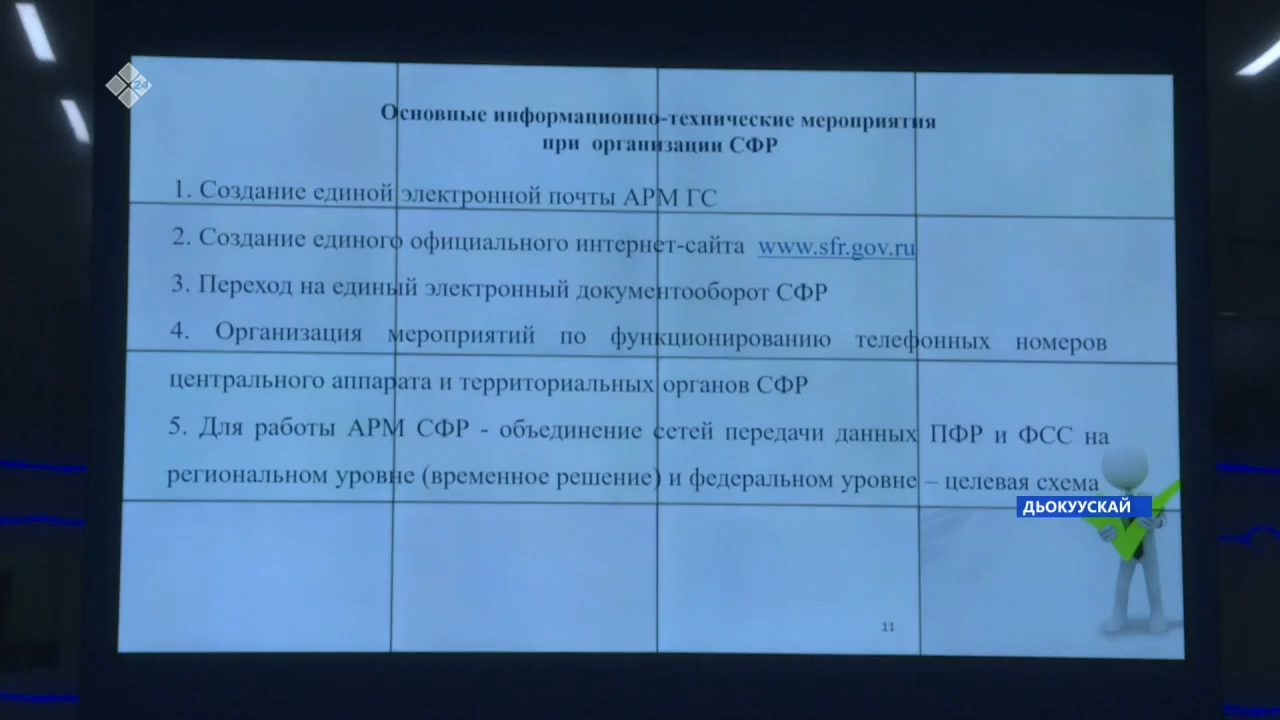 24
Основные информационно-технические мероприятия
при организации СФР
1. Создание единой электронной почты АРМ ГС
2. Создание единого официального интернет-сайта www.sfr.gov.ru
3. Переход на единый электронный документооборот СФР
4. Организация мероприятий по функционированию телефонных номеров
центрального аппарата и территориальных органов СФР
5. Для работы АРМ СФР - объединение сетей передачи данных ПФР и ФСС на
региональном уровне (временное решение) и федеральном уровне – целевая схема
ДЬОКУУСКАЙ
11